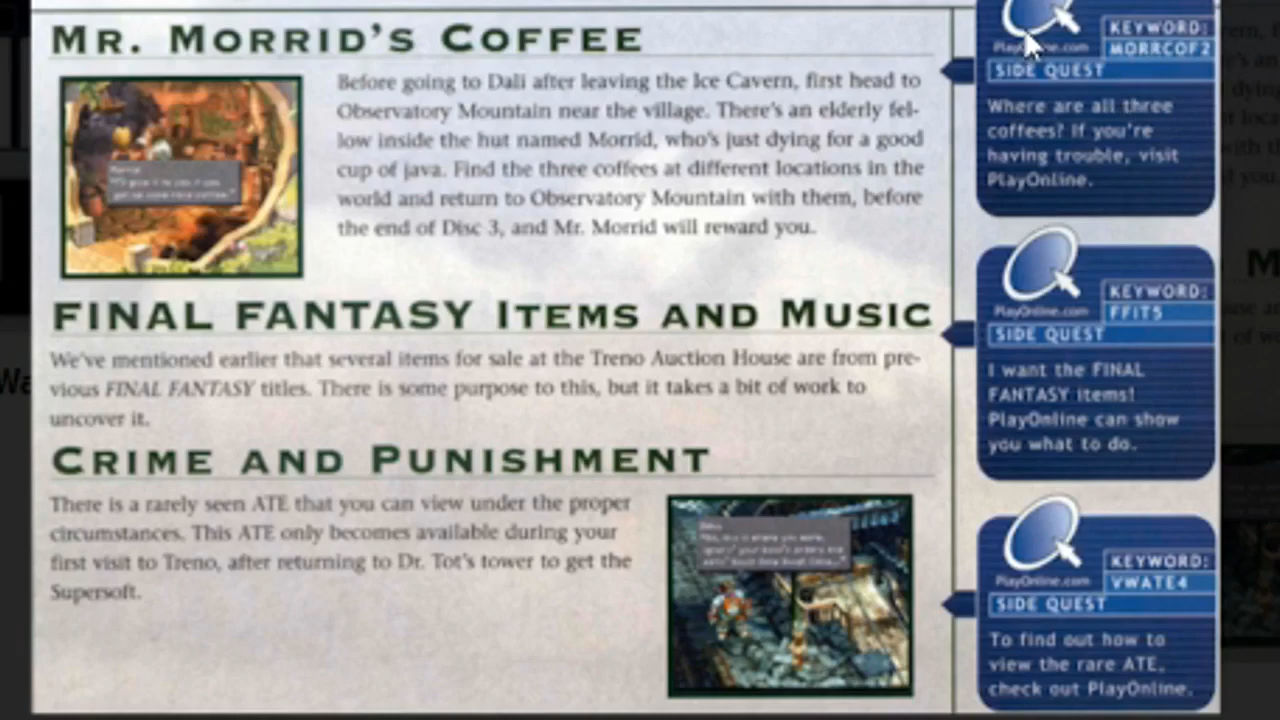 MR. MORRID'S COFFEE
Before going to Dali after leaving the Ice Cavern, first head to
Observatory Mountain near the village. There's an elderly fel-
low inside the hut named Morrid, who's just dying for a good
cup of java. Find the three coffees at different locations in the
world and return to Observatory Mountain with them, before
the end of Disc 3, and Mr. Morrid will reward you.
FINAL FANTASY ITEMS AND MUSIC
We've mentioned earlier that several items for sale at the Treno Auction House are from pre-
vious FINAL FANTASY titles. There is some purpose to this, but it takes a bit of work to
uncover it.
CRIME AND PUNISHMENT
There is a rarely seen ATE that you can view under the proper
circumstances. This ATE only becomes available during your
first visit to Treno, after returning to Dr. Tot's tower to get the
Supersoft.
KEYWORD:
PlayOnline.com
MORRCOF2
SIDE QUEST
Where are all three
coffees? If you're
having trouble, visit
PlayOnline.
KEYWORD:
PlayOnline.com
FFIT5
SIDE QUEST
I want the FINAL
FANTASY items!
PlayOnline can show
you what to do.
KEYWORD:
PlayOnline.com
VWATE4
SIDE QUEST
To find out how to
view the rare ATE,
check out PlayOnline.